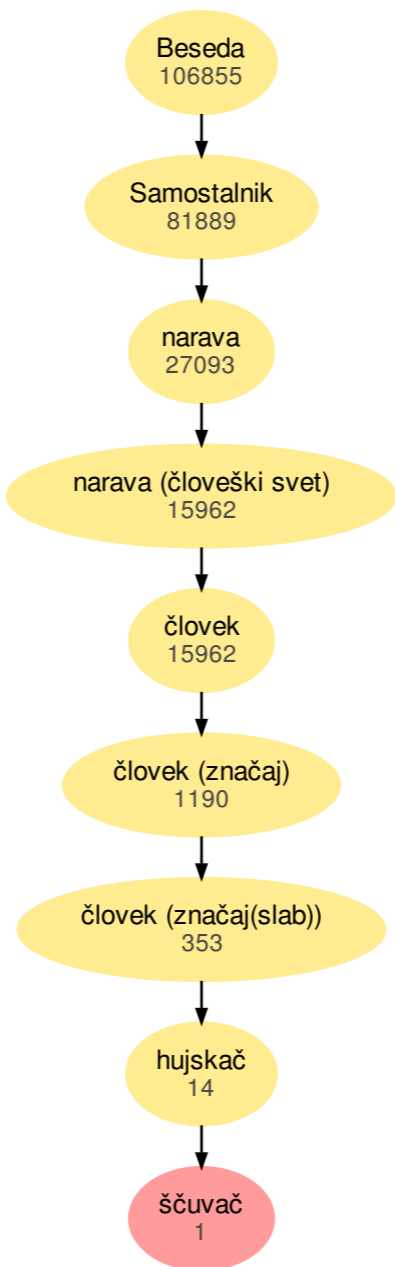 Beseda
106855
Samostalnik
81889
narava
27093
narava (človeški svet)
15962
človek
15962
človek (značaj)
1190
človek (značaj(slab))
353
hujskač
14
ščuvač
1